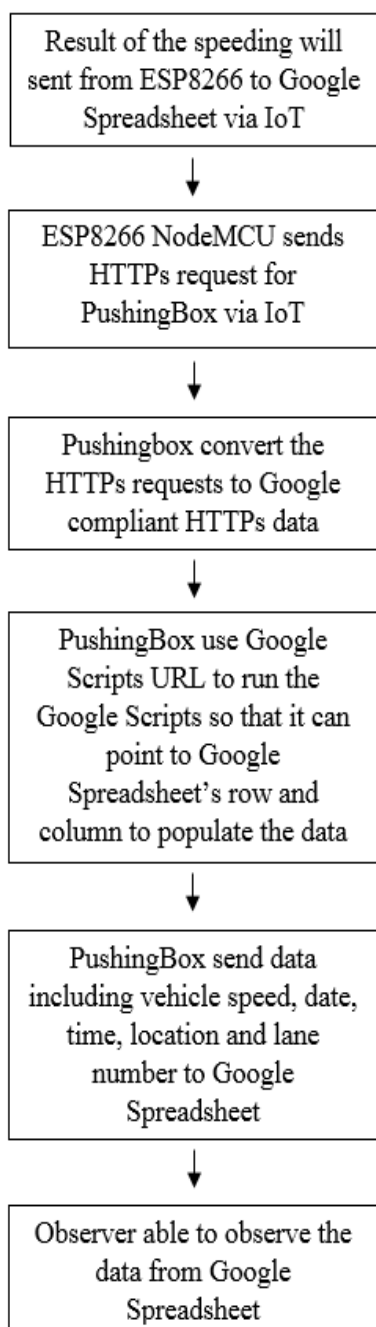 Result of the speeding will
sent from ESP8266 to Google
Spreadsheet via IoT
ESP8266 NodeMCU sends
HTTPs request for
PushingBox via IoT
Pushingbox convert the
HTTPs requests to Google
compliant HTTPs data
PushingBox use Google
Scripts URL to run the
Google Scripts so that it can
point to Google
Spreadsheet's row and
column to populate the data
PushingBox send data
including vehicle speed, date,
time, location and lane
number to Google
Spreadsheet
Observer able to observe the
data from Google
Spreadsheet